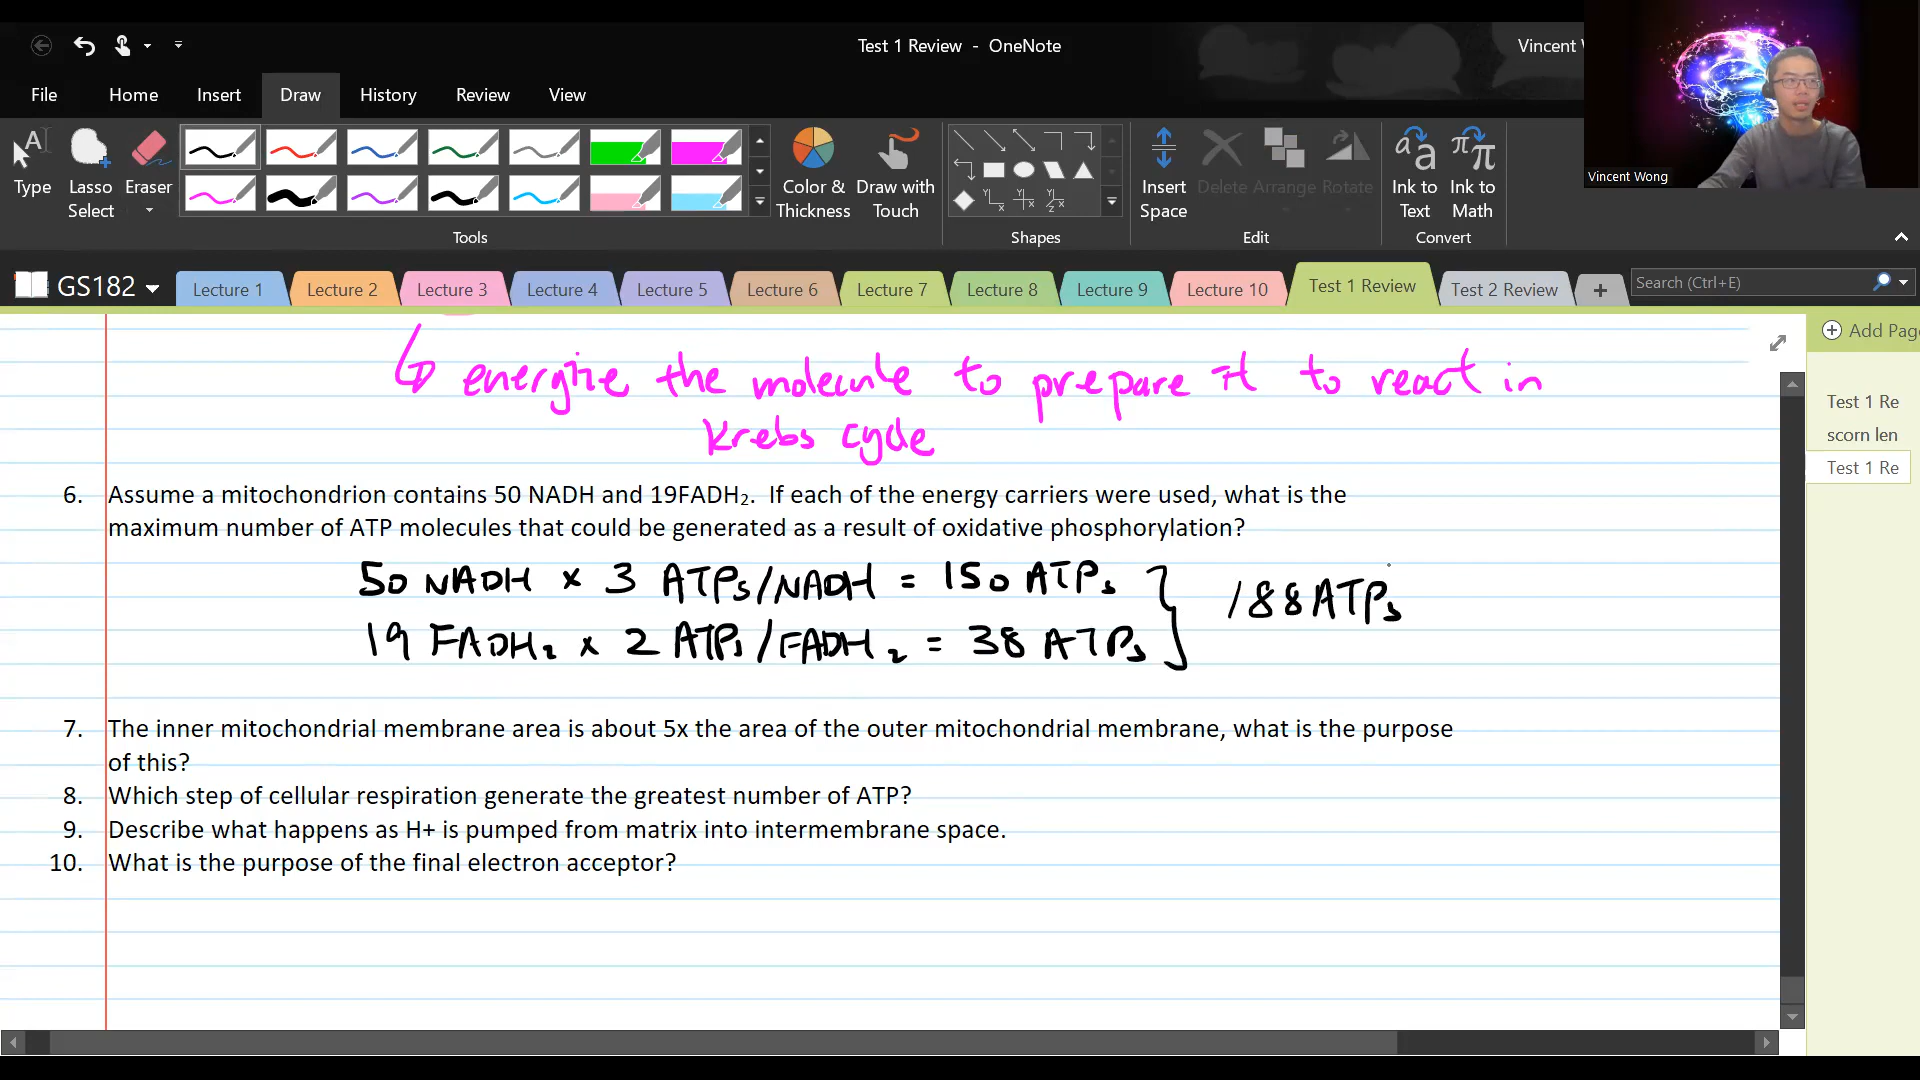 Test 1 Review - OneNote
Vincent W
File Home Insert Draw History Review View
Type
Lasso Select
Eraser
Color & Thickness
Draw with Touch
Insert Space
Delete Arrange Rotate
Ink to Text
Ink to Math
Tools Shapes Edit Convert
Vincent Wong
GS182
Lecture 1 Lecture 2 Lecture 3 Lecture 4 Lecture 5 Lecture 6 Lecture 7 Lecture 8 Lecture 9 Lecture 10 Test 1 Review Test 2 Review + Search (Ctrl+E)
Add Pag
Test 1 Re
scorn len
Test 1 Re
energize the molecule to prepare it to react in
Krebs cycle
6. Assume a mitochondrion contains 50 NADH and 19FADH₂. If each of the energy carriers were used, what is the
maximum number of ATP molecules that could be generated as a result of oxidative phosphorylation?
50 NADH x 3 ATPs/NADH = 150 ATPs
19 FADH₂ x 2 ATPs/FADH₂ = 38 ATPs
188 ATPs
7. The inner mitochondrial membrane area is about 5x the area of the outer mitochondrial membrane, what is the purpose
of this?
8. Which step of cellular respiration generate the greatest number of ATP?
9. Describe what happens as H+ is pumped from matrix into intermembrane space.
10. What is the purpose of the final electron acceptor?